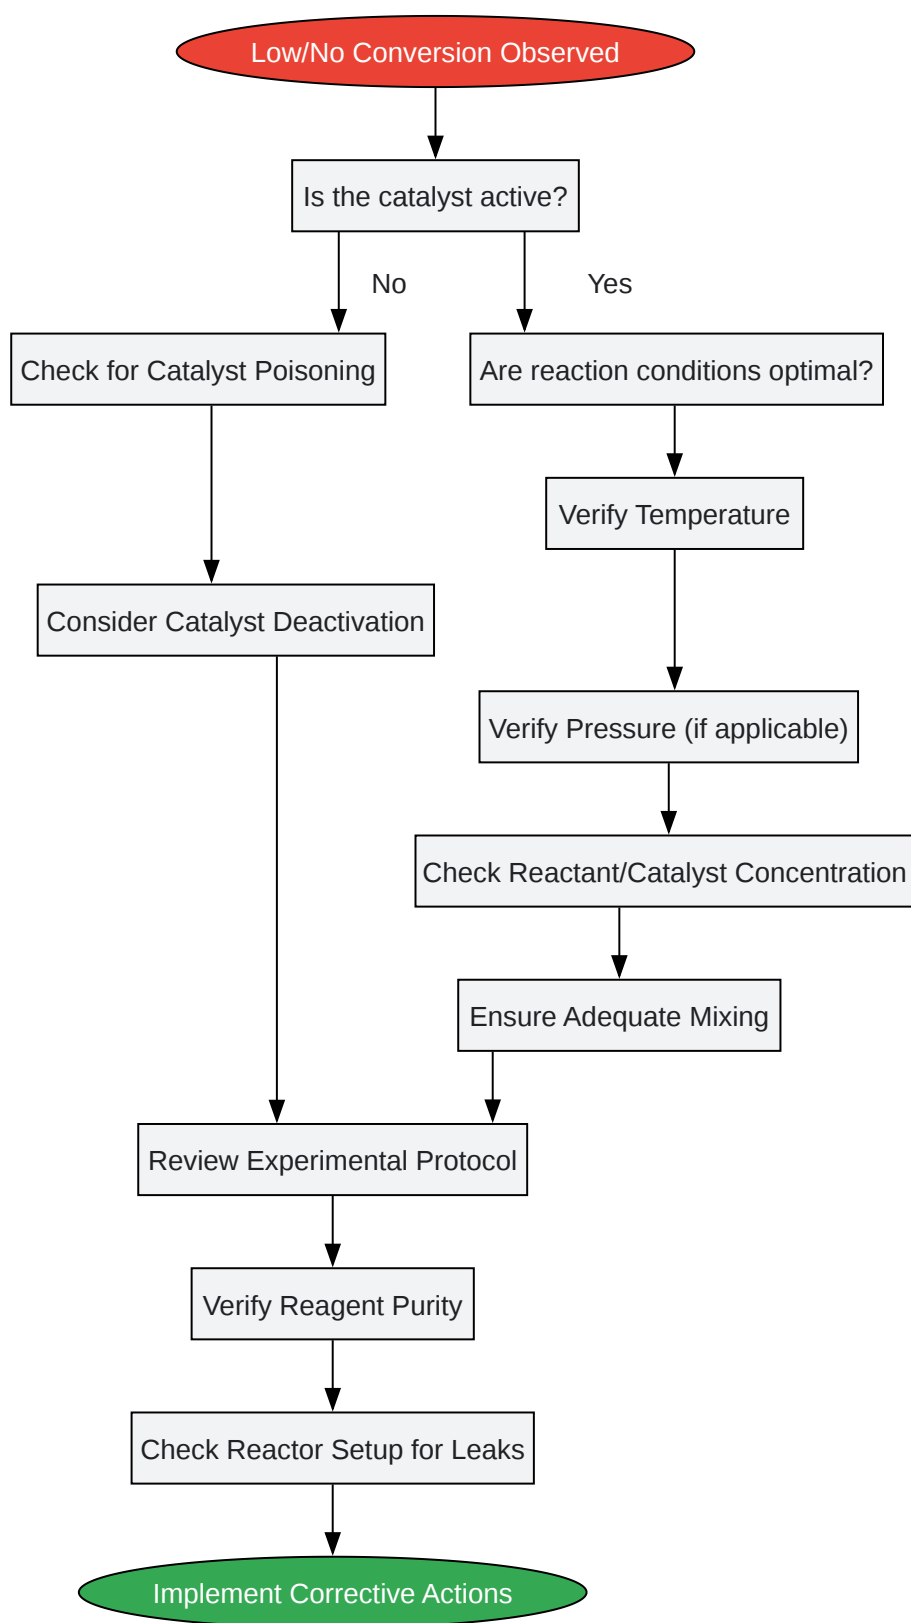 Low/No Conversion Observed
Is the catalyst active?
No
Yes
Check for Catalyst Poisoning
Are reaction conditions optimal?
Verify Temperature
Consider Catalyst Deactivation
Verify Pressure (if applicable)
Check Reactant/Catalyst Concentration
Ensure Adequate Mixing
Review Experimental Protocol
Verify Reagent Purity
Check Reactor Setup for Leaks
Implement Corrective Actions